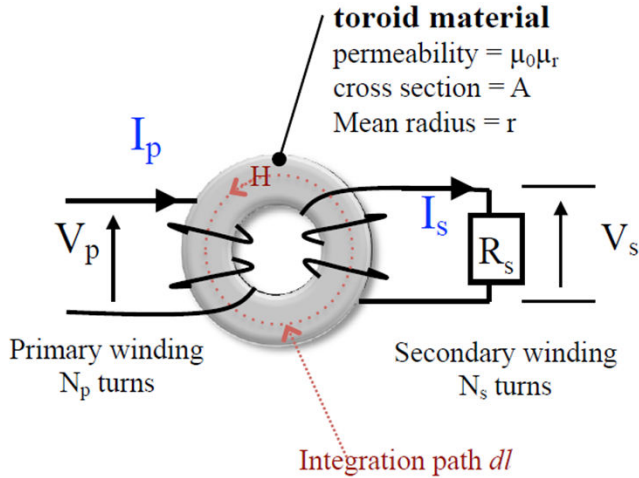 toroid material
permeability = μ₀μᵣ
cross section = A
Mean radius = r
Iₚ
H
Vₚ
Iₛ
Rₛ
Vₛ
Primary winding
Nₚ turns
Secondary winding
Nₛ turns
Integration path dl